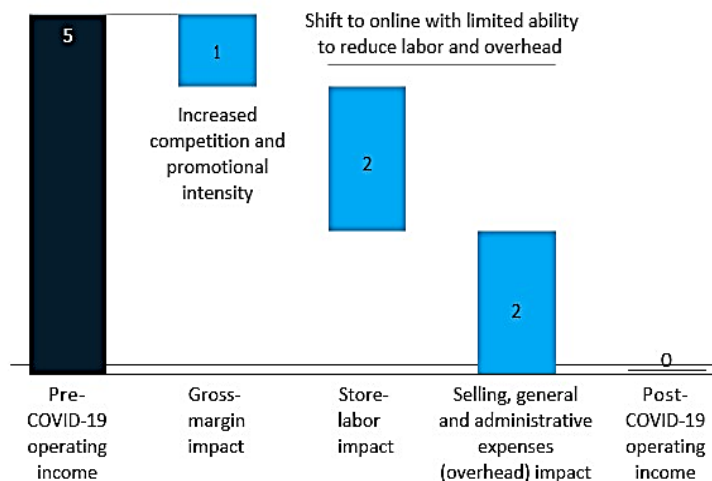 5
1
Shift to online with limited ability
to reduce labor and overhead
Increased
competition and
promotional
intensity
2
2
0
Pre-
COVID-19
operating
income
Gross-
margin
impact
Store-
labor
impact
Selling, general
and administrative
expenses
(overhead) impact
Post-
COVID-19
operating
income